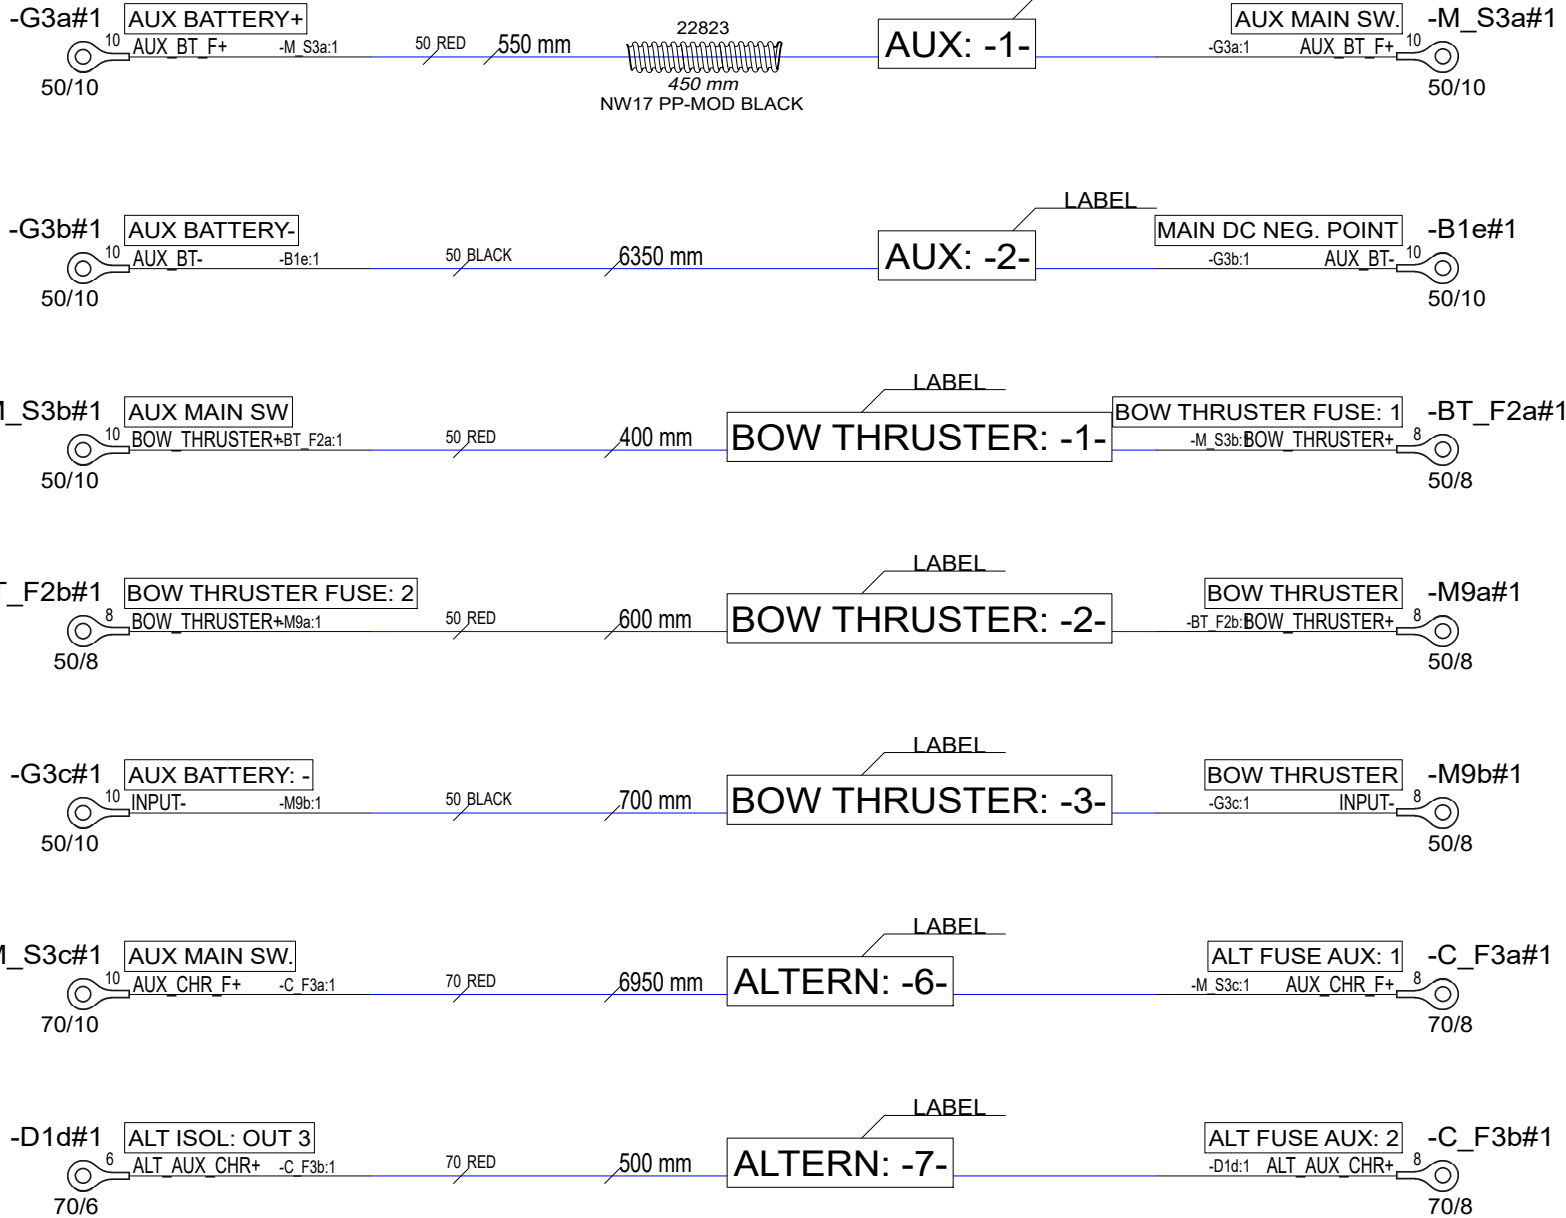 -G3a#1 AUX BATTERY+ 22823 AUX: -1- AUX MAIN SW. -M_S3a#1
10 AUX_BT_F+ -M_S3a:1 50 RED 550 mm -G3a:1 AUX_BT_F+ 10
50/10 450 mm 50/10
NW17 PP-MOD BLACK
LABEL
-G3b#1 AUX BATTERY- AUX: -2- MAIN DC NEG. POINT -B1e#1
10 AUX_BT- -B1e:1 50 BLACK 6350 mm -G3b:1 AUX_BT- 10
50/10 50/10
LABEL
M_S3b#1 AUX MAIN SW BOW THRUSTER: -1- BOW THRUSTER FUSE: 1 -BT_F2a#1
10 BOW_THRUSTER+ -BT_F2a:1 50 RED 400 mm -M_S3b:1 BOW_THRUSTER+ 8
50/10 50/8
LABEL
T_F2b#1 BOW THRUSTER FUSE: 2 BOW THRUSTER: -2- BOW THRUSTER -M9a#1
8 BOW_THRUSTER+ -M9a:1 50 RED 600 mm -BT_F2b:1 BOW_THRUSTER+ 8
50/8 50/8
LABEL
-G3c#1 AUX BATTERY: - BOW THRUSTER: -3- BOW THRUSTER -M9b#1
10 INPUT- -M9b:1 50 BLACK 700 mm -G3c:1 INPUT- 8
50/10 50/8
LABEL
M_S3c#1 AUX MAIN SW. ALTERN: -6- ALT FUSE AUX: 1 -C_F3a#1
10 AUX_CHR_F+ -C_F3a:1 70 RED 6950 mm -M_S3c:1 AUX_CHR_F+ 8
70/10 70/8
LABEL
-D1d#1 ALT ISOL: OUT 3 ALTERN: -7- ALT FUSE AUX: 2 -C_F3b#1
6 ALT_AUX_CHR+ -C_F3b:1 70 RED 500 mm -D1d:1 ALT_AUX_CHR+ 8
70/6 70/8